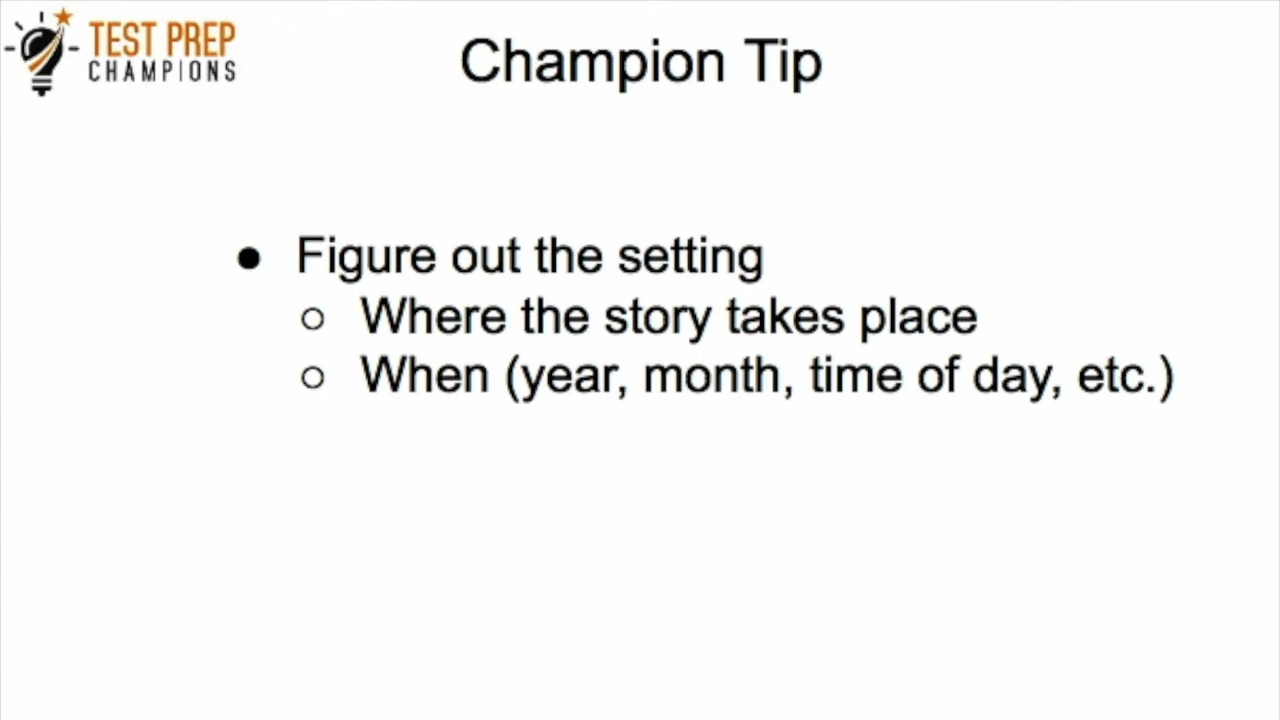 TEST PREP
CHAMPIONS
Champion Tip
● Figure out the setting
○ Where the story takes place
○ When (year, month, time of day, etc.)